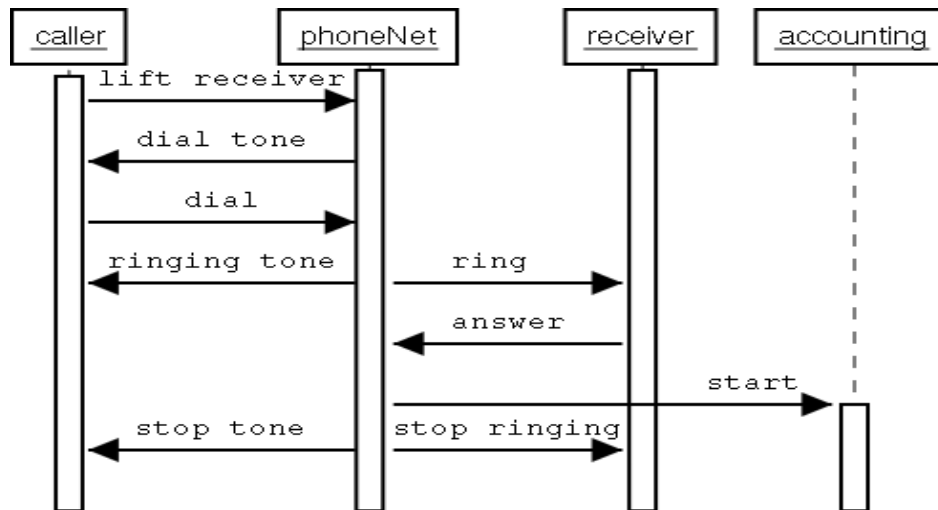 caller phoneNet receiver accounting
lift receiver
dial tone
dial
ringing tone ring
answer
start
stop tone stop ringing